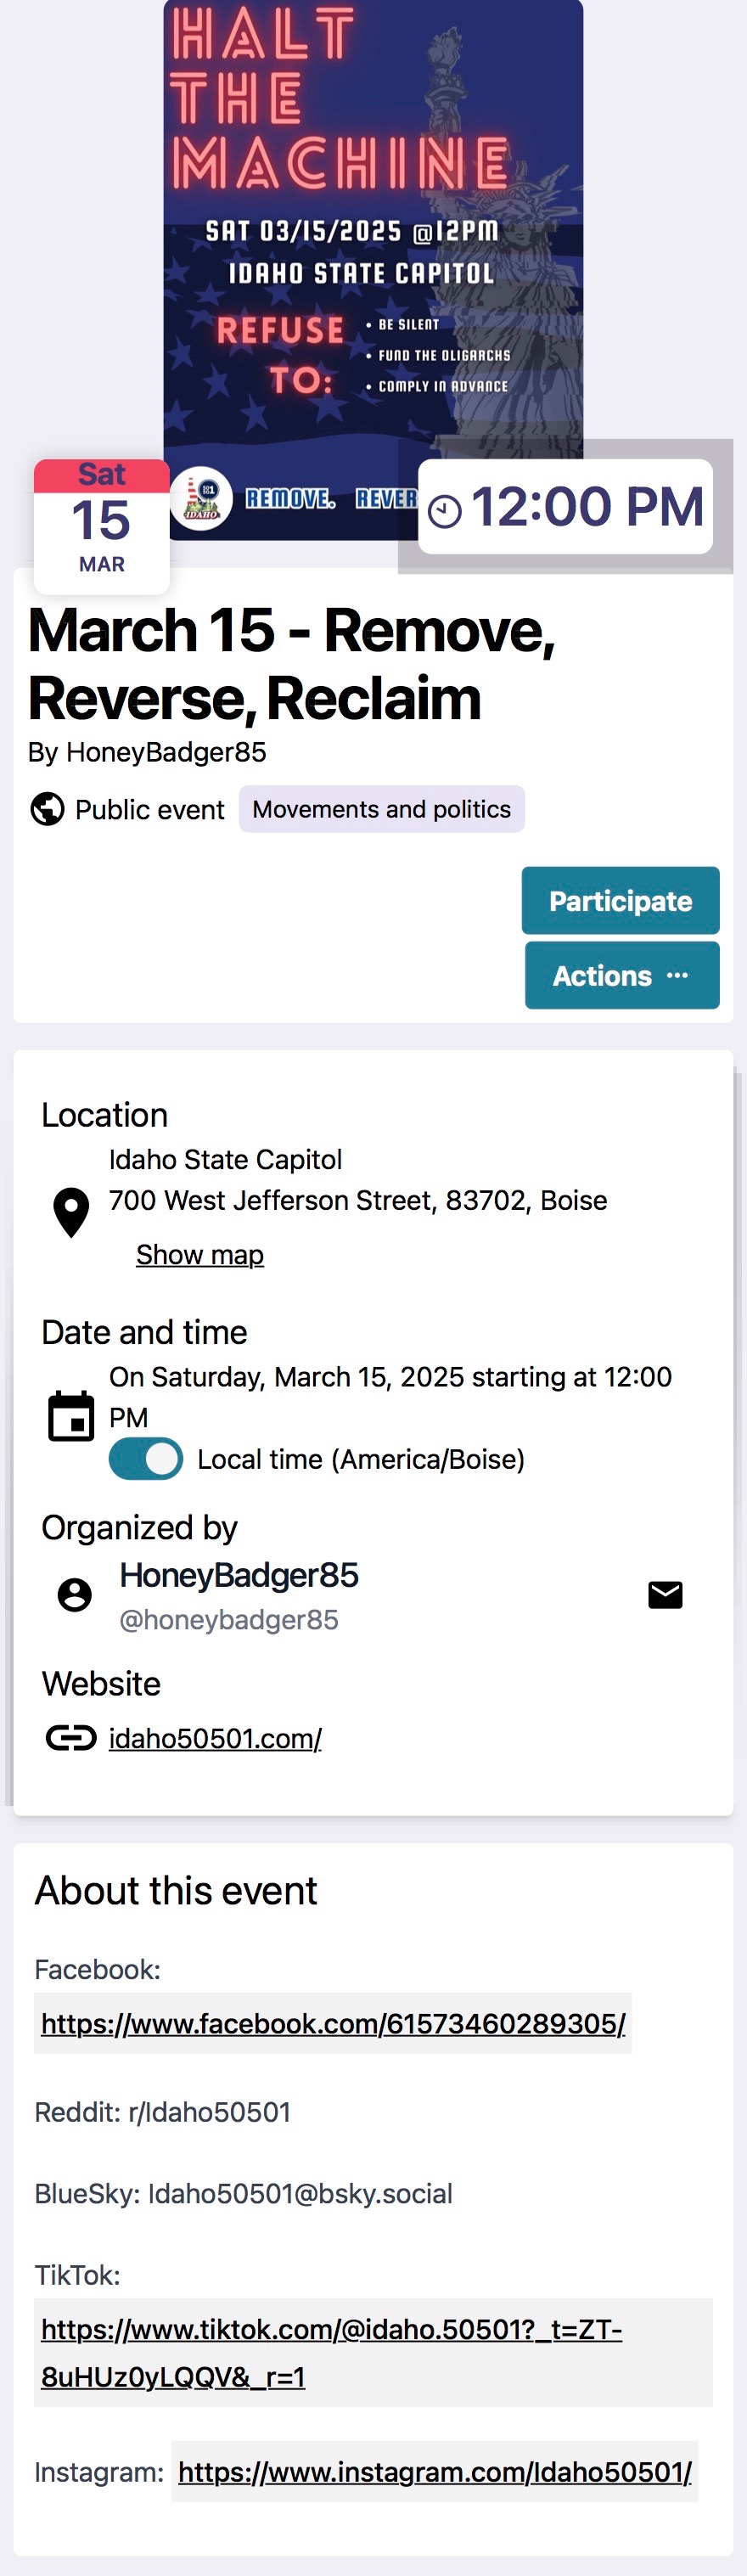 HALT
THE
MACHINE
SAT 03/15/2025 @12PM
IDAHO STATE CAPITOL
REFUSE
TO:
• BE SILENT
• FUND THE OLIGARCHS
• COMPLY IN ADVANCE
IDAHO
REMOVE. REVER
Sat
15
MAR
12:00 PM
March 15 - Remove,
Reverse, Reclaim
By HoneyBadger85
Public event Movements and politics
Participate
Actions ···
Location
Idaho State Capitol
700 West Jefferson Street, 83702, Boise
Show map
Date and time
On Saturday, March 15, 2025 starting at 12:00
PM
Local time (America/Boise)
Organized by
HoneyBadger85
@honeybadger85
Website
idaho50501.com/
About this event
Facebook:
https://www.facebook.com/61573460289305/
Reddit: r/Idaho50501
BlueSky: Idaho50501@bsky.social
TikTok:
https://www.tiktok.com/@idaho.50501?_t=ZT-
8uHUz0yLQQV&_r=1
Instagram: https://www.instagram.com/Idaho50501/